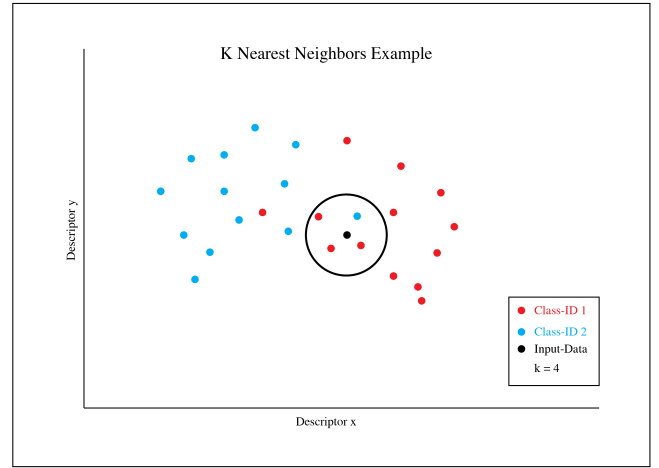 K Nearest Neighbors Example
Descriptor y
Class-ID 1
Class-ID 2
Input-Data
k = 4
Descriptor x